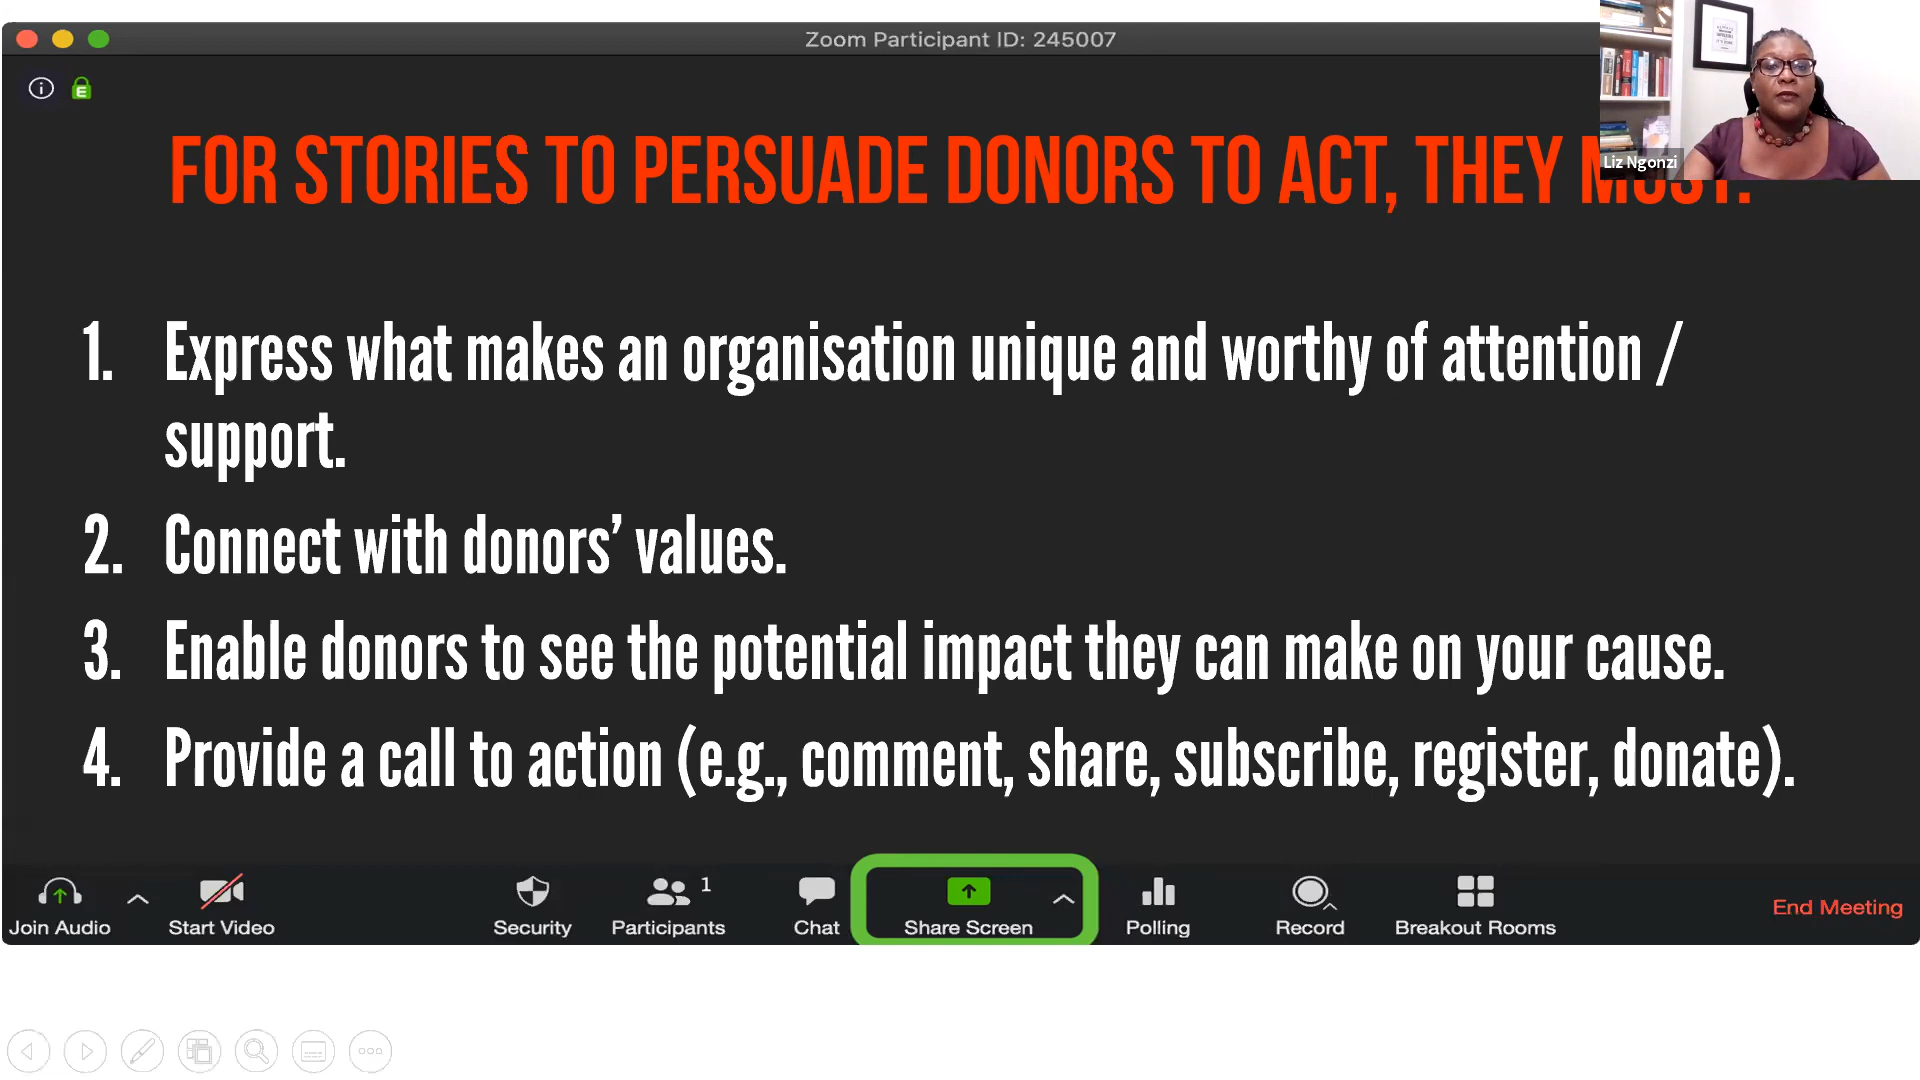 Zoom Participant ID: 245007
E
FOR STORIES TO PERSUADE DONORS TO ACT, THEY MUST:
Liz Ngonzi
1. Express what makes an organisation unique and worthy of attention /
support.
2. Connect with donors’ values.
3. Enable donors to see the potential impact they can make on your cause.
4. Provide a call to action (e.g., comment, share, subscribe, register, donate).
Join Audio
Start Video
Security
Participants 1
Chat
Share Screen
Polling
Record
Breakout Rooms
End Meeting